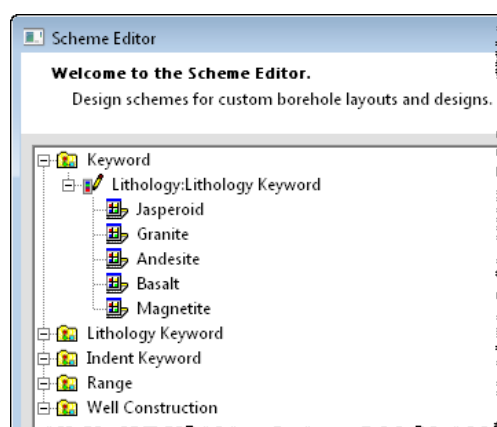 Scheme Editor
Welcome to the Scheme Editor.
Design schemes for custom borehole layouts and designs.
Keyword
Lithology:Lithology Keyword
Jasperoid
Granite
Andesite
Basalt
Magnetite
Lithology Keyword
Indent Keyword
Range
Well Construction